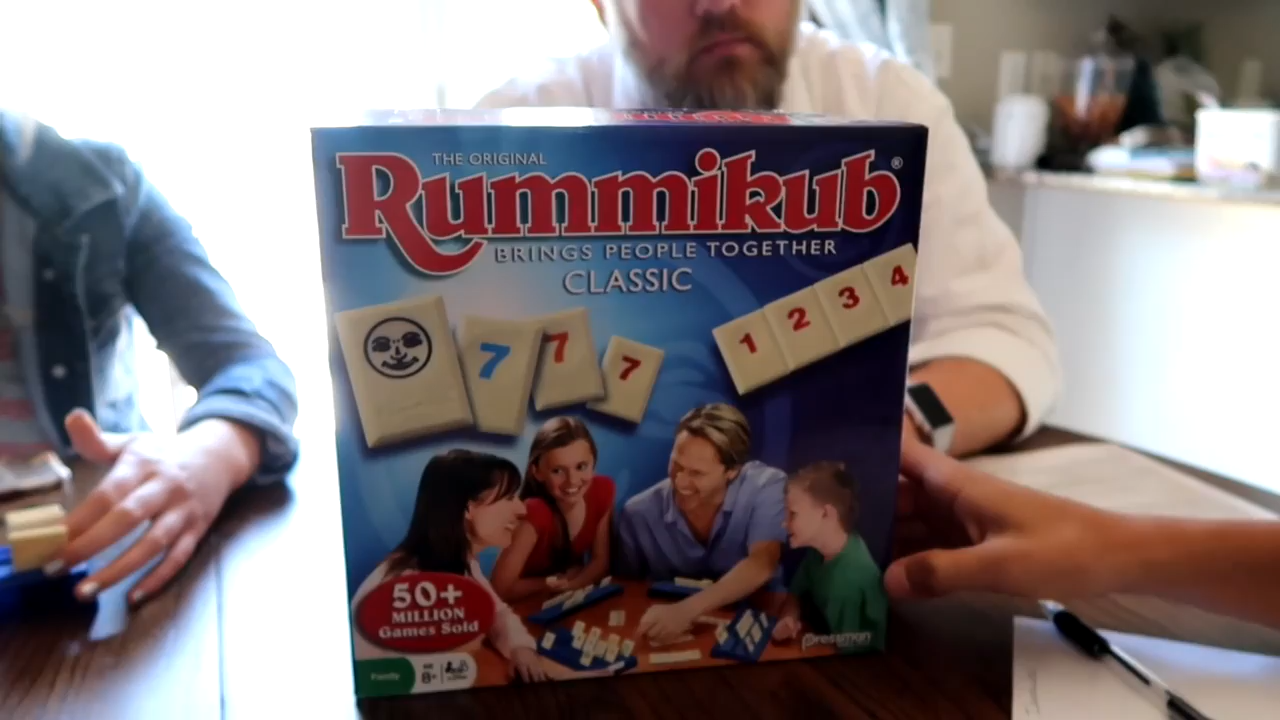 THE ORIGINAL
Rummikub®
BRINGS PEOPLE TOGETHER
CLASSIC
7 7 7
1 2 3 4
50+
MILLION
Games Sold
pressman
Family
8+